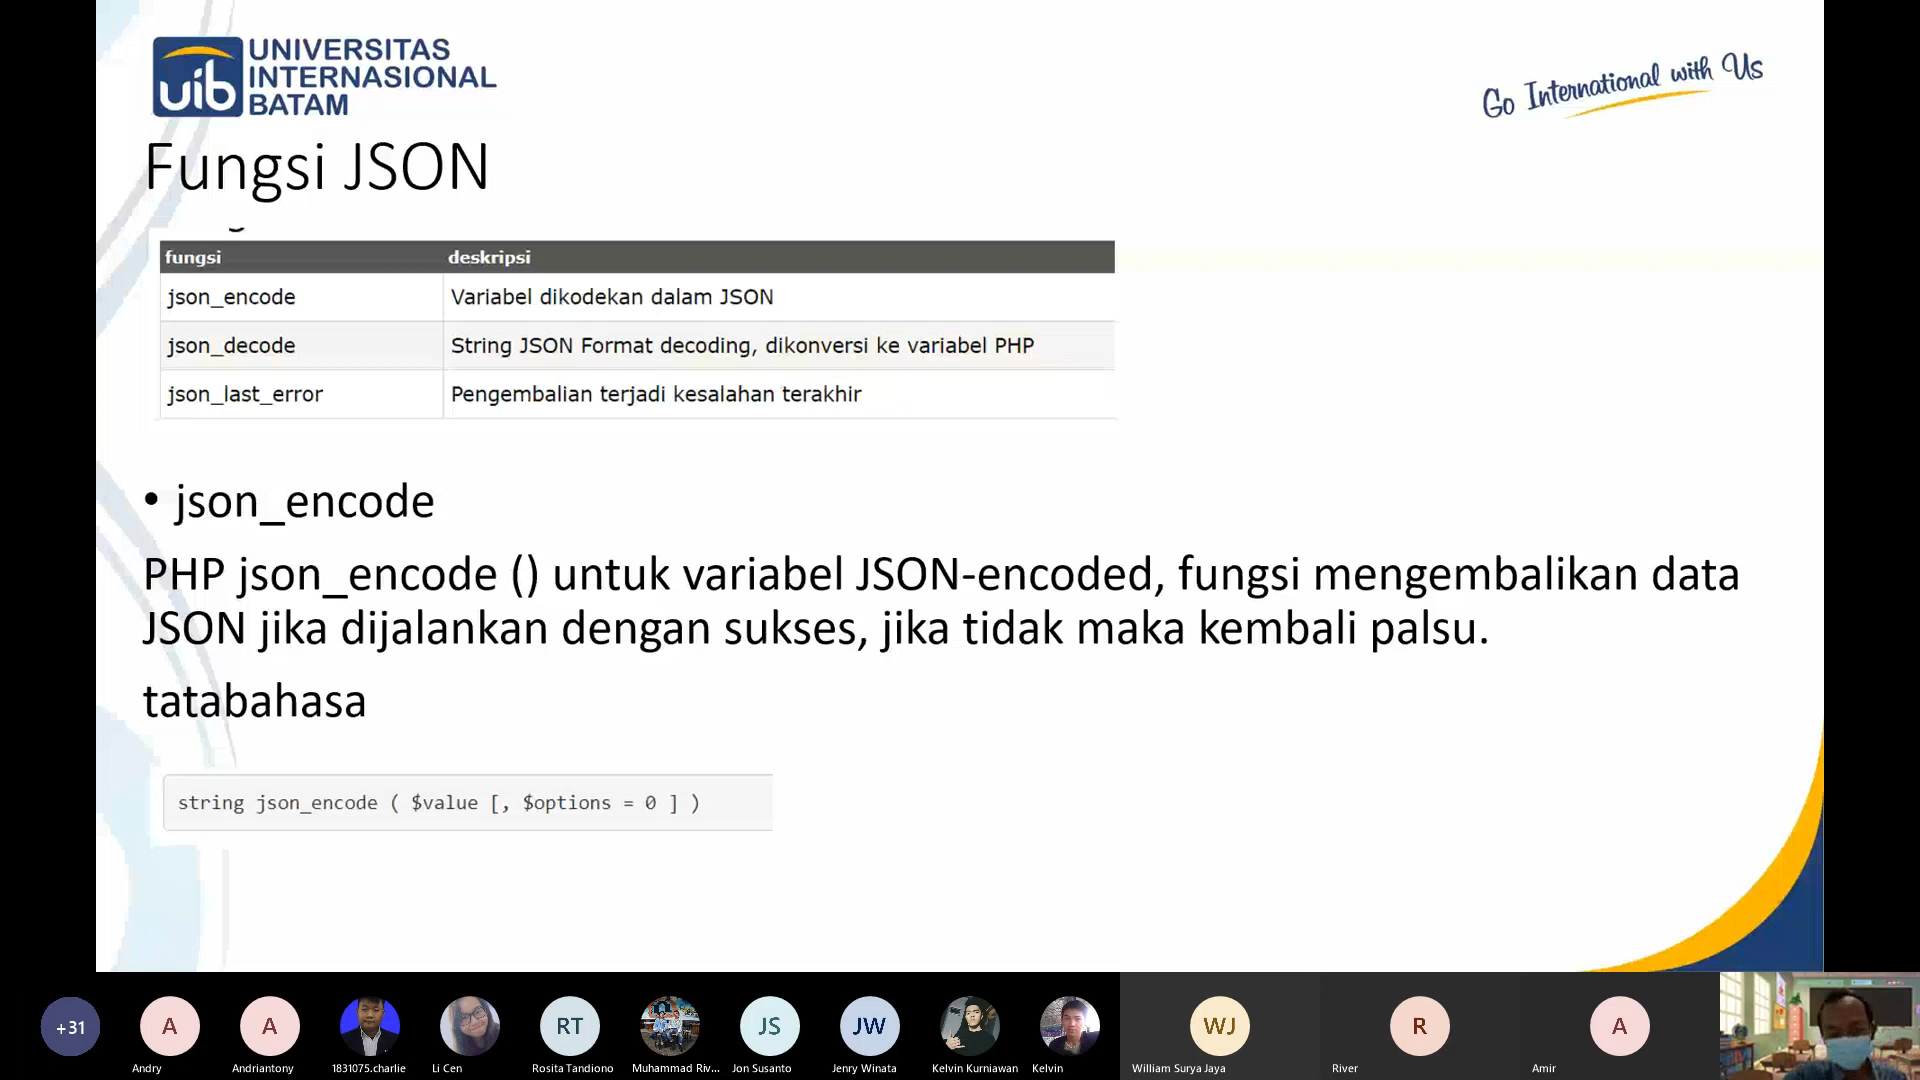 UNIVERSITAS
INTERNASIONAL
BATAM
uib
Go International with Us
Fungsi JSON
fungsi deskripsi
json_encode Variabel dikodekan dalam JSON
json_decode String JSON Format decoding, dikonversi ke variabel PHP
json_last_error Pengembalian terjadi kesalahan terakhir
• json_encode
PHP json_encode () untuk variabel JSON-encoded, fungsi mengembalikan data
JSON jika dijalankan dengan sukses, jika tidak maka kembali palsu.
tatabahasa
string json_encode ( $value [, $options = 0 ] )
+31 A A RT JS JW WJ R A
Andry Andriantony 1831075.charlie Li Cen Rosita Tandiono Muhammad Riv... Jon Susanto Jenry Winata Kelvin Kurniawan Kelvin William Surya Jaya River Amir